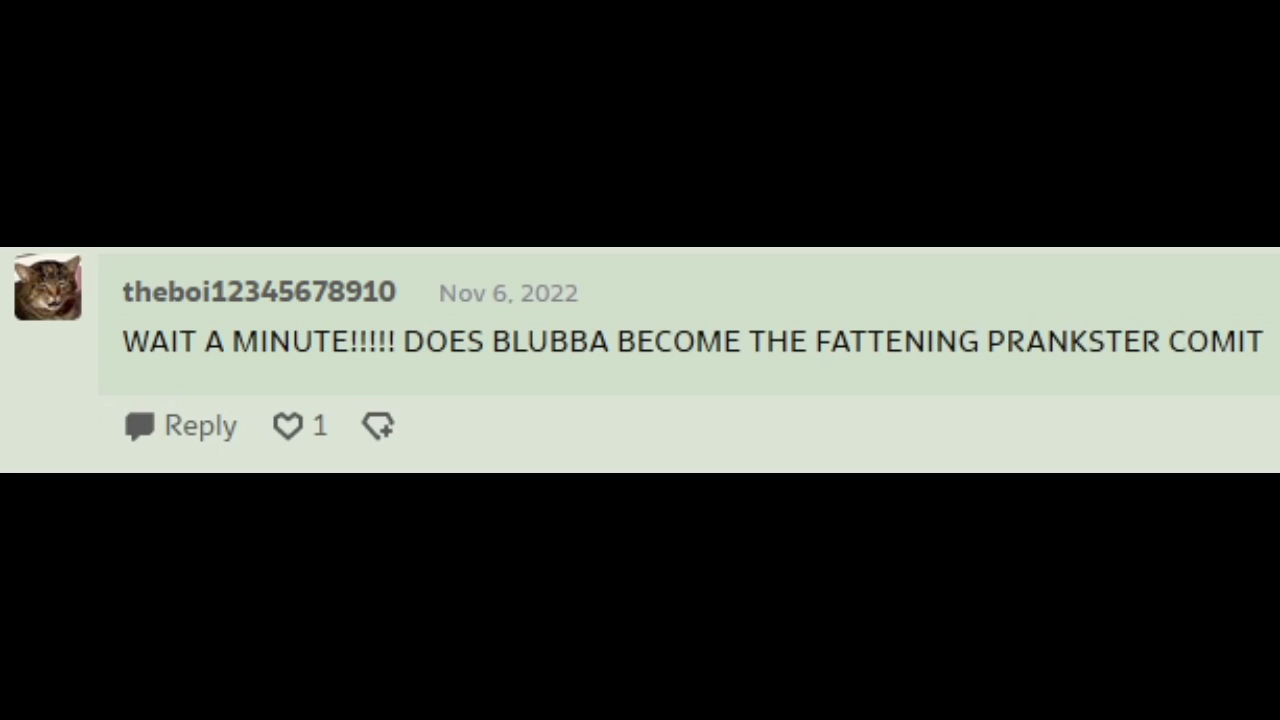 theboi12345678910 Nov 6, 2022
WAIT A MINUTE!!!!! DOES BLUBBA BECOME THE FATTENING PRANKSTER COMIT
Reply 1